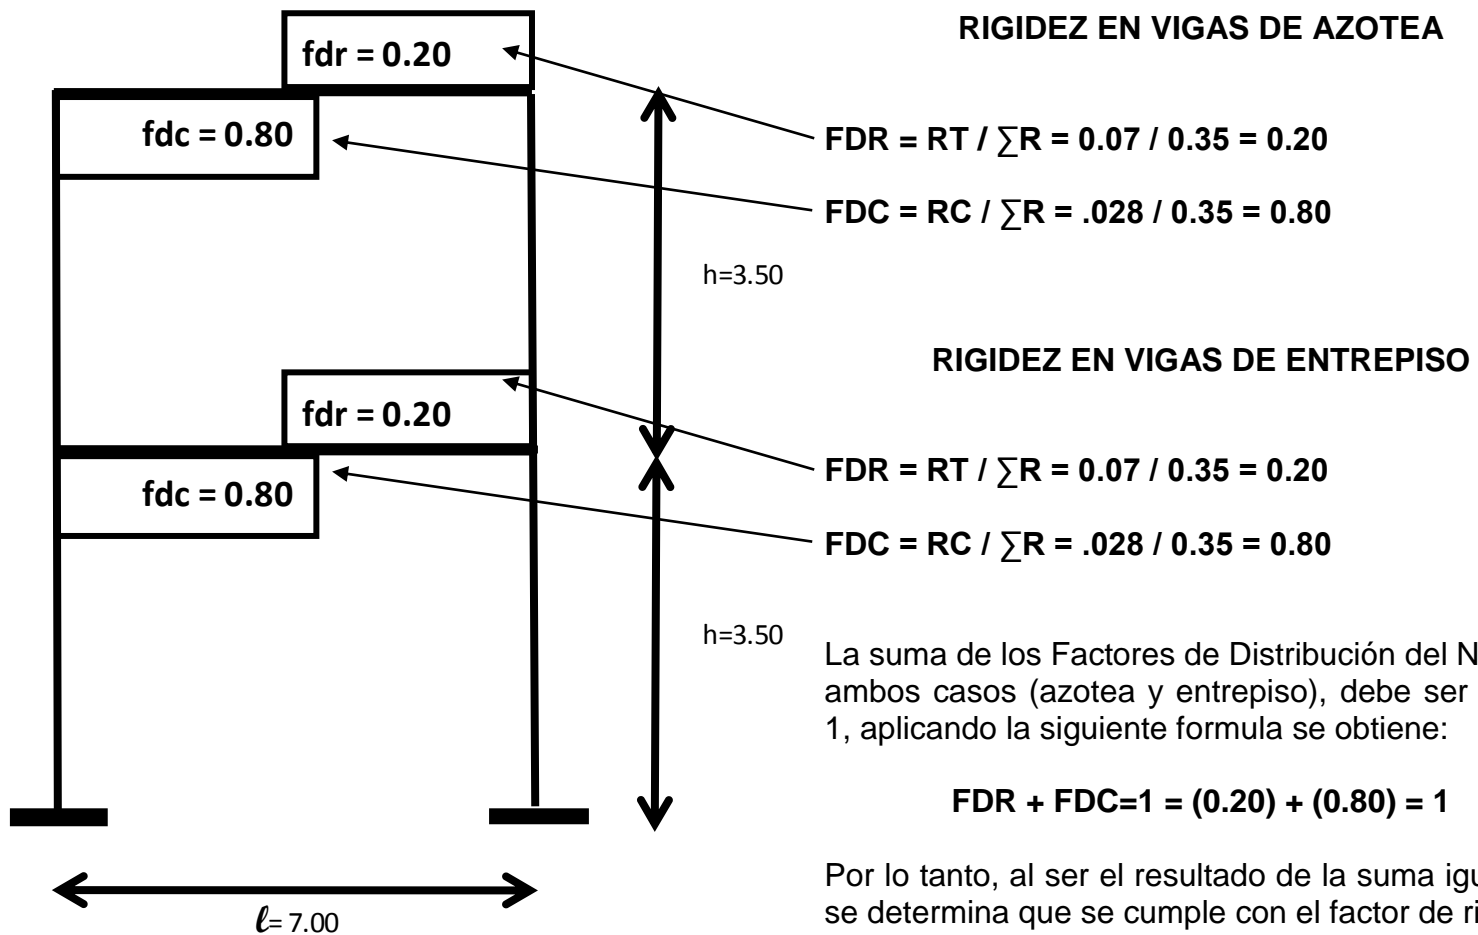 fdr = 0.20
fdc = 0.80
h=3.50
fdr = 0.20
fdc = 0.80
h=3.50
ℓ= 7.00
RIGIDEZ EN VIGAS DE AZOTEA
FDR = RT / ∑R = 0.07 / 0.35 = 0.20
FDC = RC / ∑R = .028 / 0.35 = 0.80
RIGIDEZ EN VIGAS DE ENTREPISO
FDR = RT / ∑R = 0.07 / 0.35 = 0.20
FDC = RC / ∑R = .028 / 0.35 = 0.80
La suma de los Factores de Distribución del
ambos casos (azotea y entrepiso), debe ser
1, aplicando la siguiente formula se obtiene:
FDR + FDC=1 = (0.20) + (0.80) = 1
Por lo tanto, al ser el resultado de la suma
se determina que se cumple con el factor de